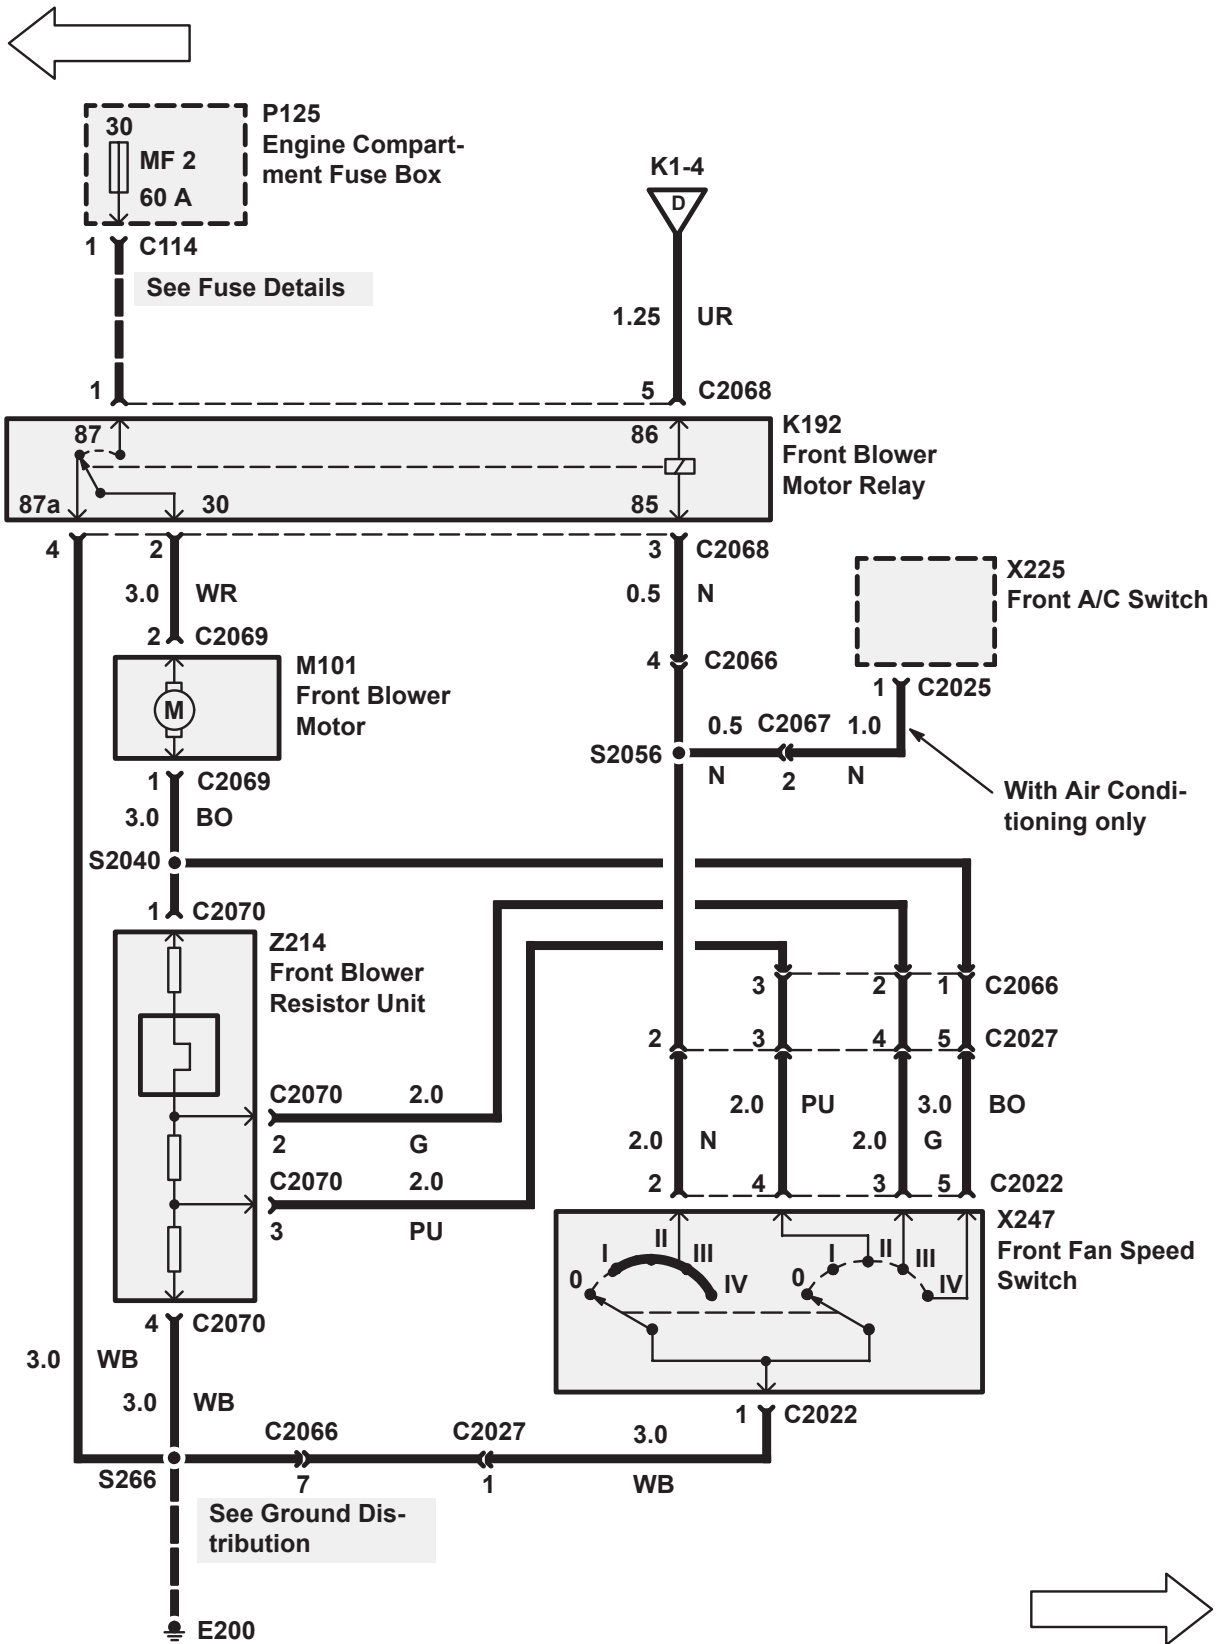 P125
Engine Compart-
ment Fuse Box
30
MF 2
60 A
1 C114
See Fuse Details
K1-4
D
1.25 UR
1
5 C2068
K192
Front Blower
Motor Relay
87
86
87a
30
85
4
2
3 C2068
3.0 WR
0.5 N
X225
Front A/C Switch
2 C2069
4 C2066
1 C2025
M101
Front Blower
Motor
M
0.5 C2067 1.0
S2056
N 2 N
With Air Condi-
tioning only
1 C2069
3.0 BO
S2040
1 C2070
Z214
Front Blower
Resistor Unit
3 2 1 C2066
2 3 4 5 C2027
C2070 2.0
2 G
2.0 PU 3.0 BO
2.0 N 2.0 G
C2070 2.0
3 PU
2 4 3 5 C2022
X247
Front Fan Speed
Switch
0 I II III IV
0 I II III IV
4 C2070
3.0 WB
3.0 WB
1 C2022
C2066 C2027 3.0
S266 7 1 WB
See Ground Dis-
tribution
E200